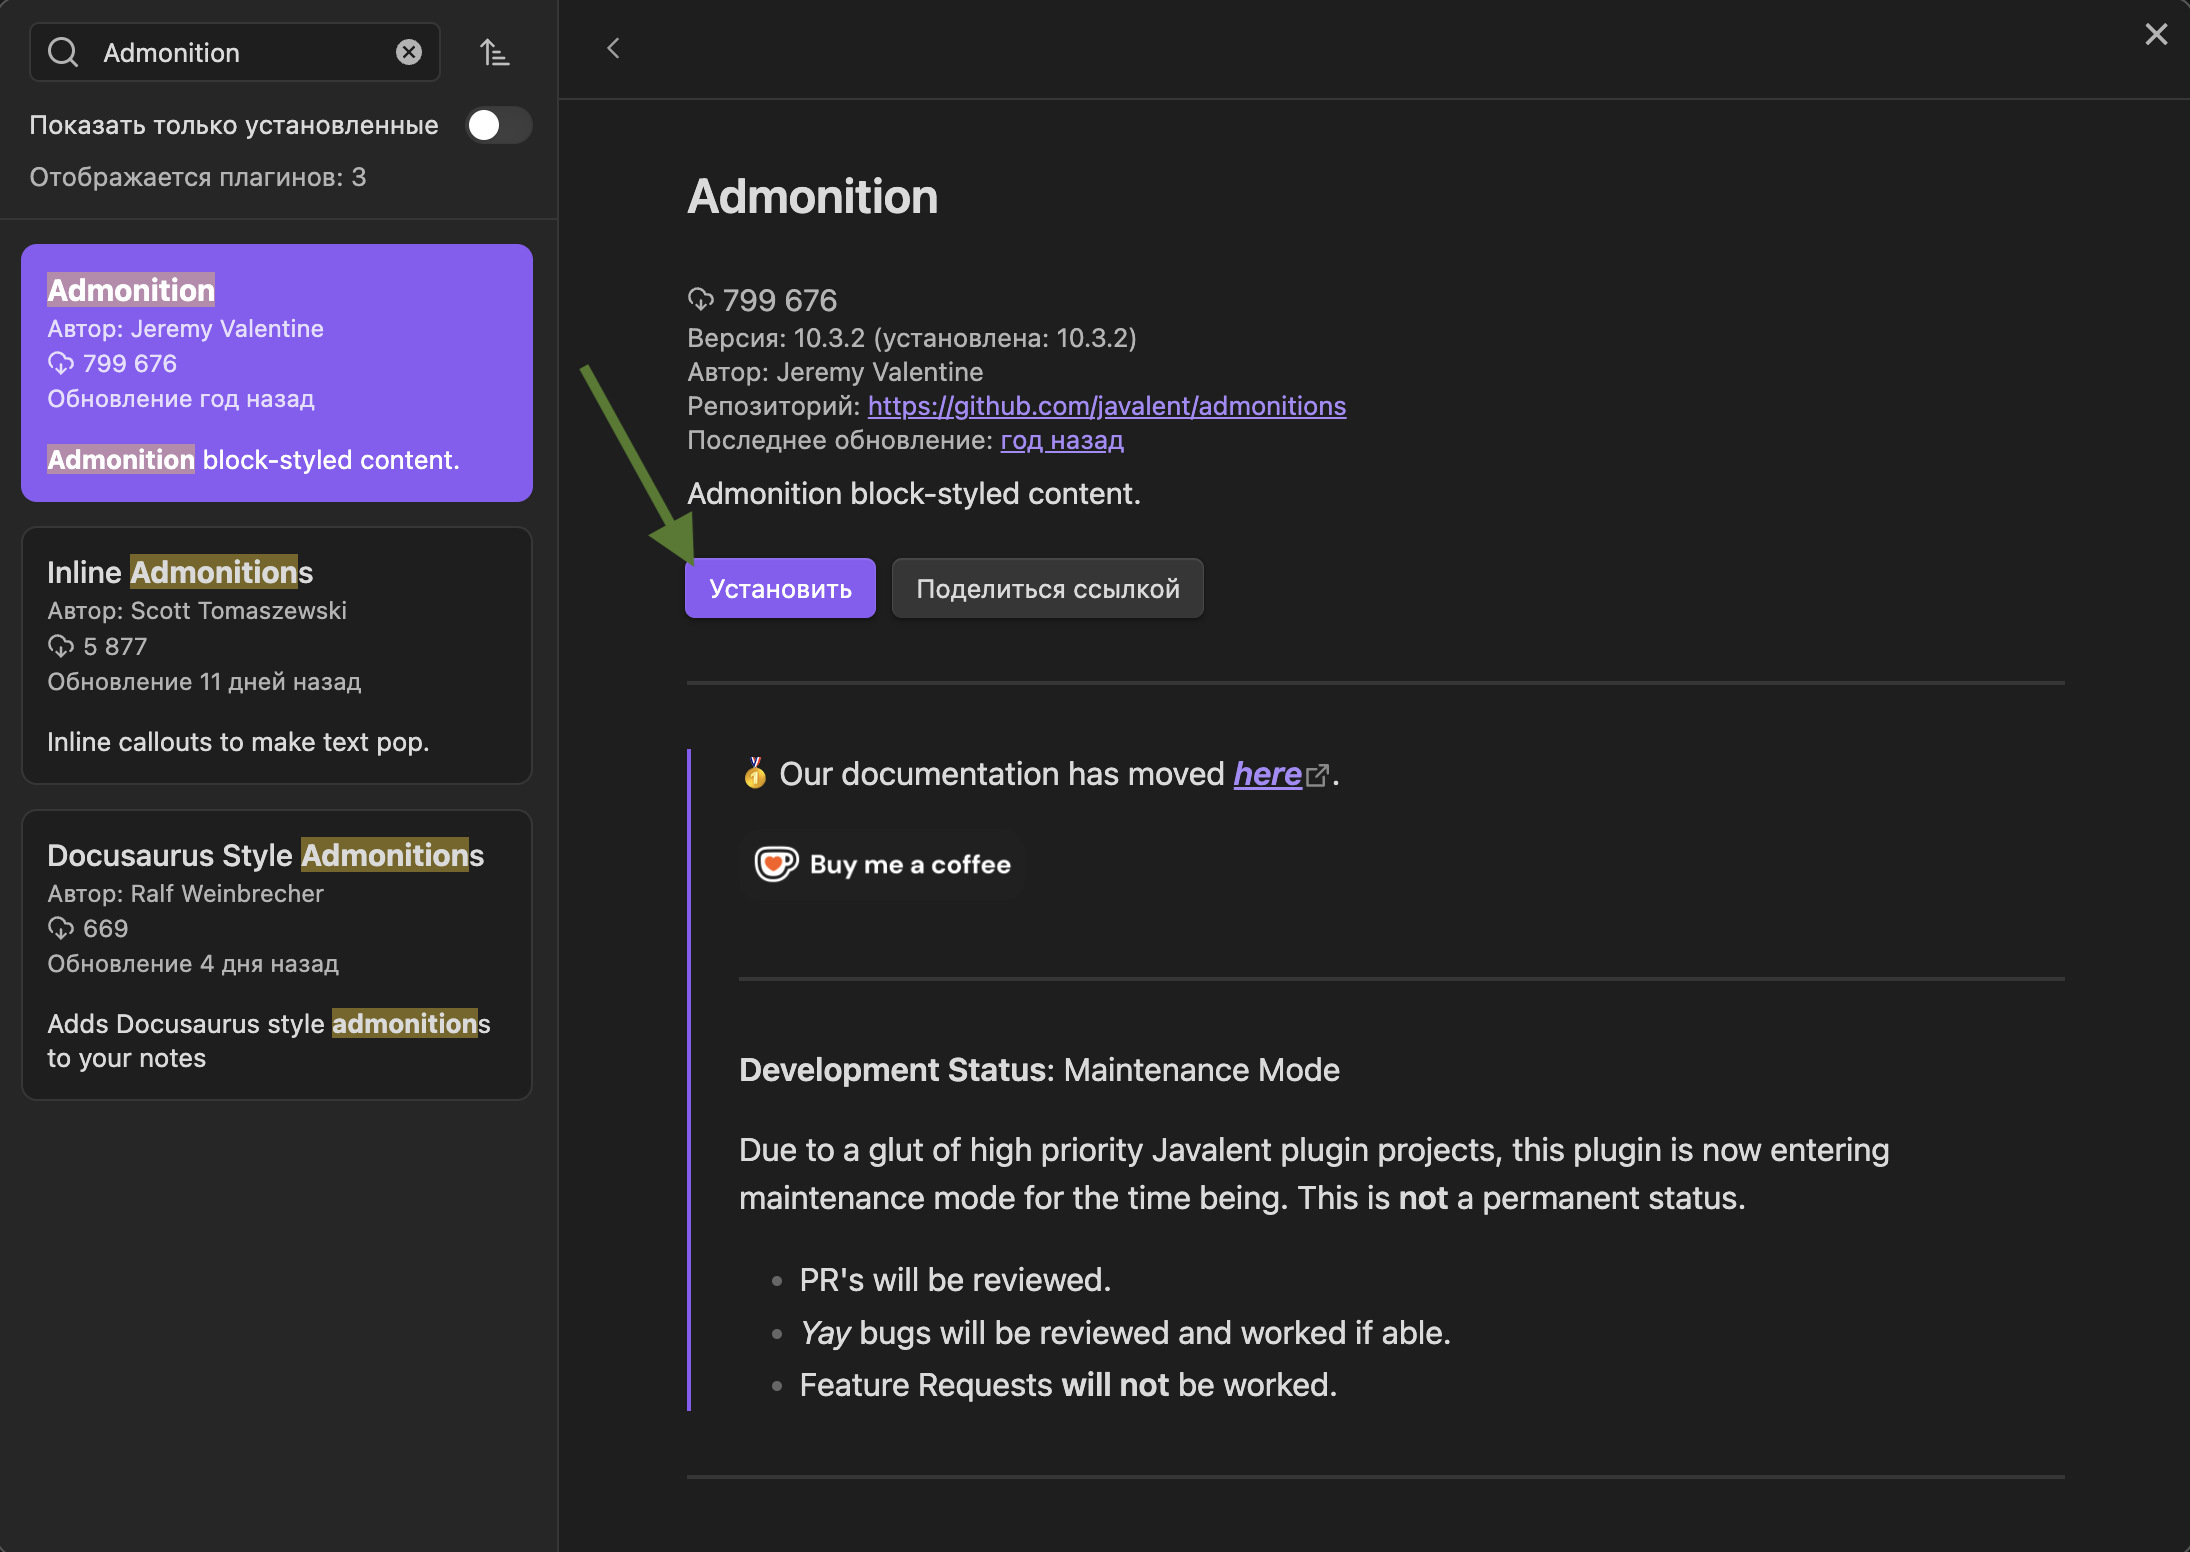 Admonition
Показать только установленные
Отображается плагинов: 3
Admonition
Автор: Jeremy Valentine
799 676
Обновление год назад
Admonition block-styled content.
Inline Admonitions
Автор: Scott Tomaszewski
5 877
Обновление 11 дней назад
Inline callouts to make text pop.
Docusaurus Style Admonitions
Автор: Ralf Weinbrecher
669
Обновление 4 дня назад
Adds Docusaurus style admonitions
to your notes
Admonition
799 676
Версия: 10.3.2 (установлена: 10.3.2)
Автор: Jeremy Valentine
Репозиторий: https://github.com/javalent/admonitions
Последнее обновление: год назад
Admonition block-styled content.
Установить Поделиться ссылкой
🥇 Our documentation has moved here.
Buy me a coffee
Development Status: Maintenance Mode
Due to a glut of high priority Javalent plugin projects, this plugin is now entering
maintenance mode for the time being. This is not a permanent status.
PR's will be reviewed.
Yay bugs will be reviewed and worked if able.
Feature Requests will not be worked.